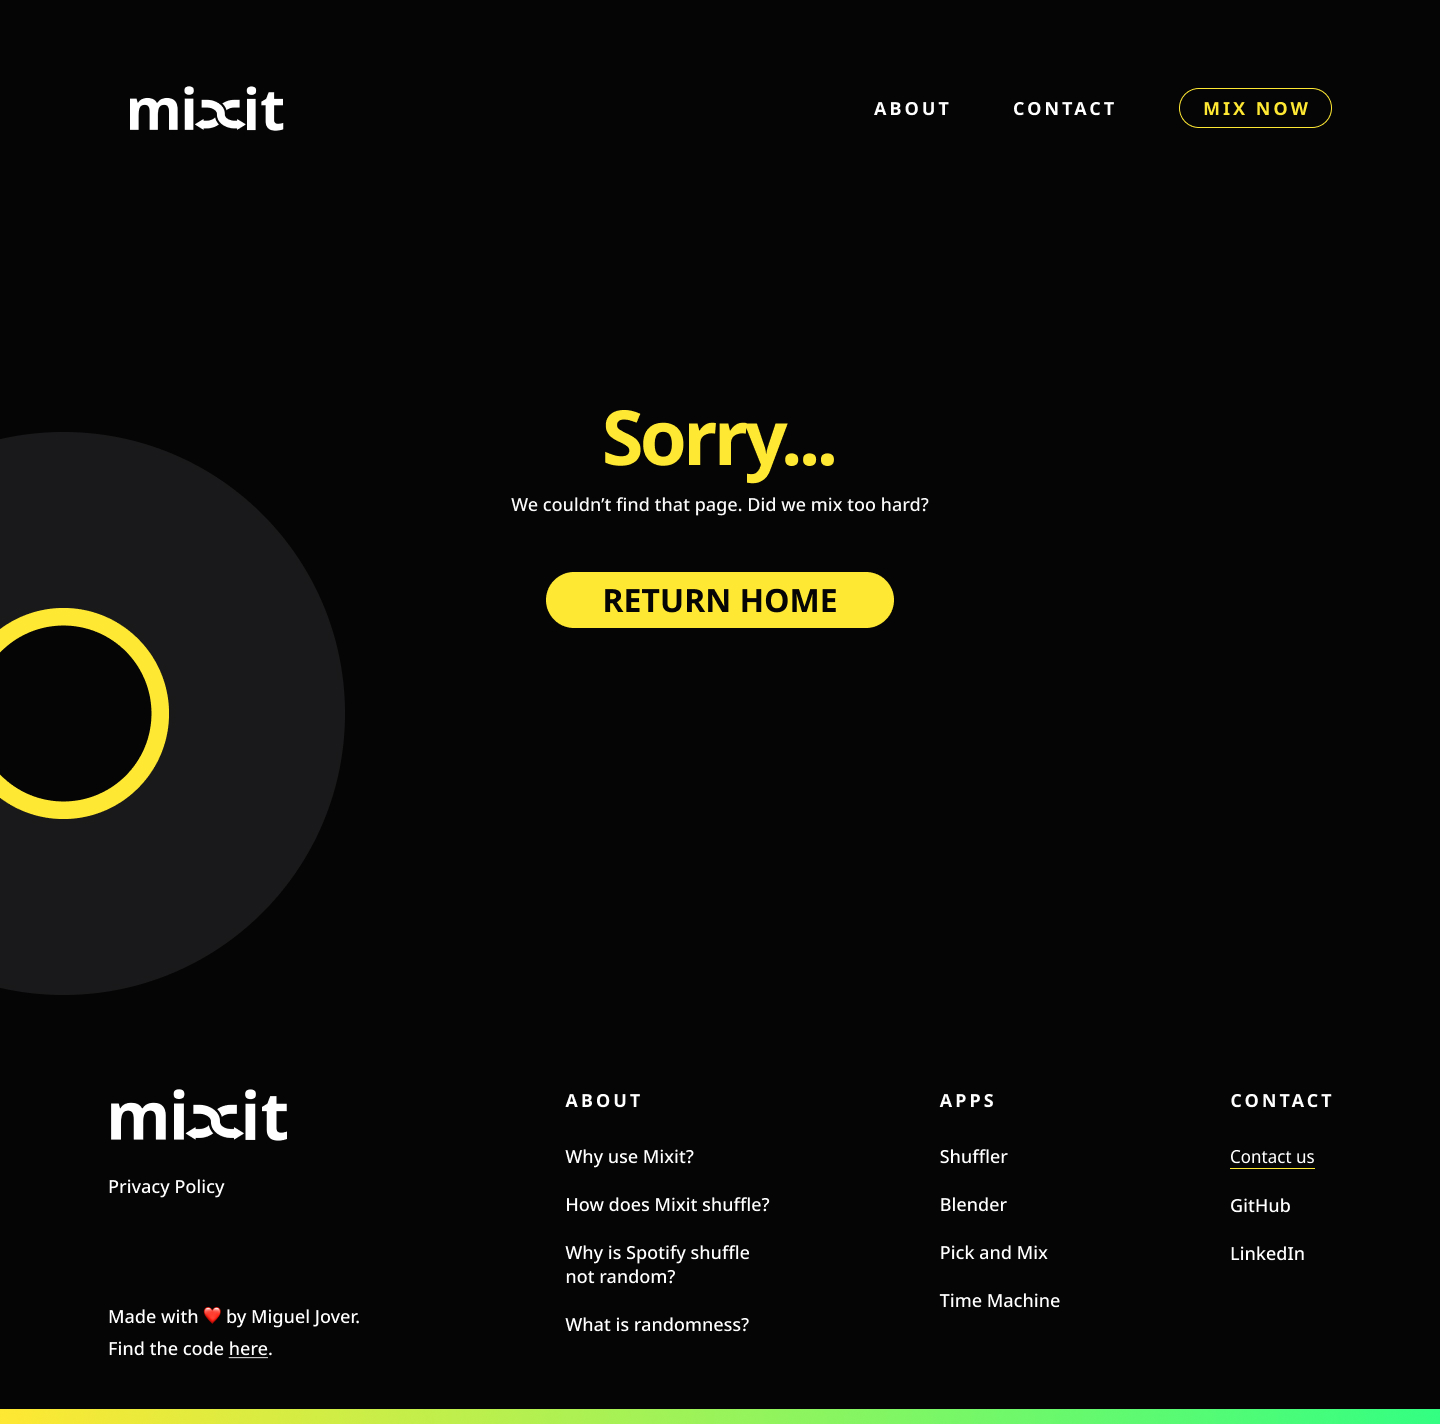 mixit
ABOUT
CONTACT
MIX NOW
Sorry...
We couldn’t find that page. Did we mix too hard?
RETURN HOME
mixit
Privacy Policy
Made with ❤️ by Miguel Jover.
Find the code here.
ABOUT
Why use Mixit?
How does Mixit shuffle?
Why is Spotify shuffle
not random?
What is randomness?
APPS
Shuffler
Blender
Pick and Mix
Time Machine
CONTACT
Contact us
GitHub
LinkedIn